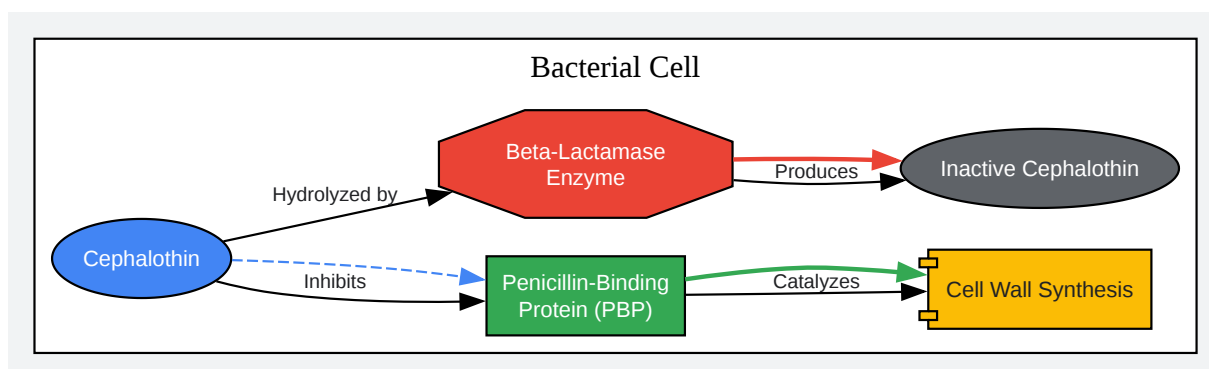 Bacterial Cell
Beta-Lactamase
Enzyme
Produces
Inactive Cephalothin
Hydrolyzed by
Cephalothin
Inhibits
Penicillin-Binding
Protein (PBP)
Catalyzes
Cell Wall Synthesis